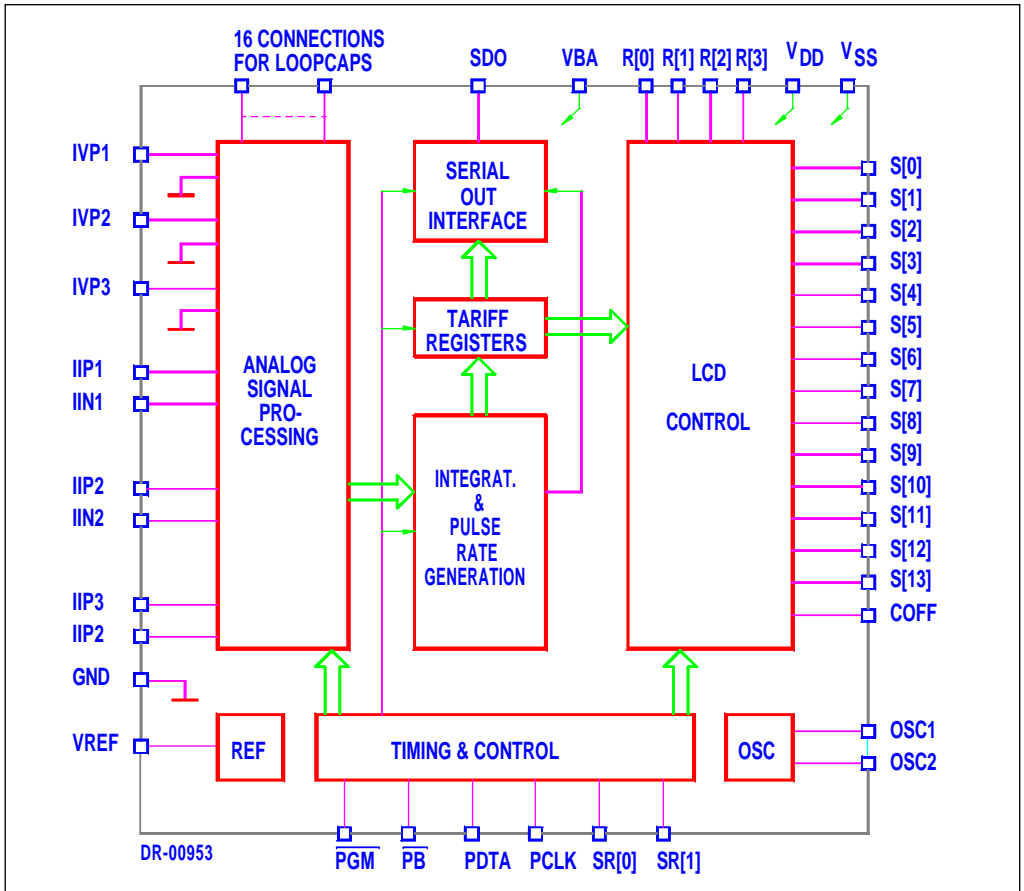 16 CONNECTIONS
FOR LOOPCAPS
SDO
VBA
R[0] R[1] R[2] R[3]
VDD
VSS
IVP1
IVP2
IVP3
IIP1
IIN1
IIP2
IIN2
IIP3
IIP2
GND
VREF
ANALOG
SIGNAL
PRO-
CESSING
SERIAL
OUT
INTERFACE
TARIFF
REGISTERS
INTEGRAT.
&
PULSE
RATE
GENERATION
LCD
CONTROL
S[0]
S[1]
S[2]
S[3]
S[4]
S[5]
S[6]
S[7]
S[8]
S[9]
S[10]
S[11]
S[12]
S[13]
COFF
OSC1
OSC2
REF
TIMING & CONTROL
OSC
DR-00953
PGM
PB
PDTA
PCLK
SR[0]
SR[1]